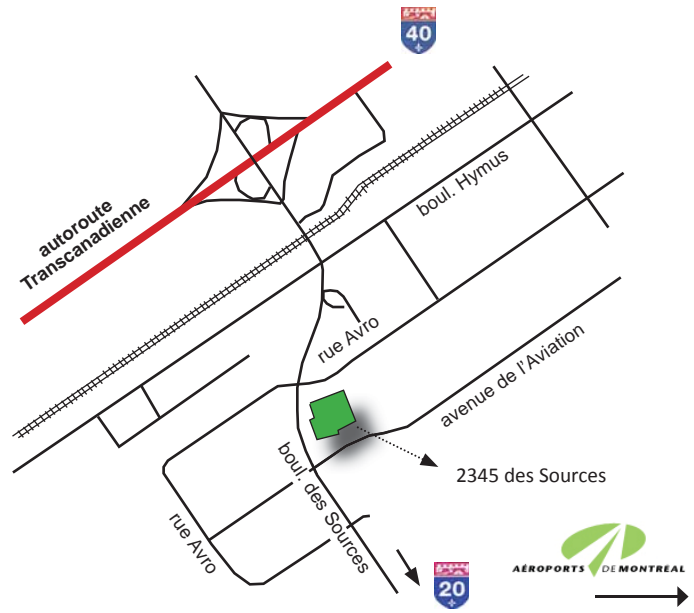 40
autoroute
Transcanadienne
boul. Hymus
rue Avro
avenue de l'Aviation
2345 des Sources
boul. des Sources
rue Avro
20
AÉROPORTS DE MONTRÉAL